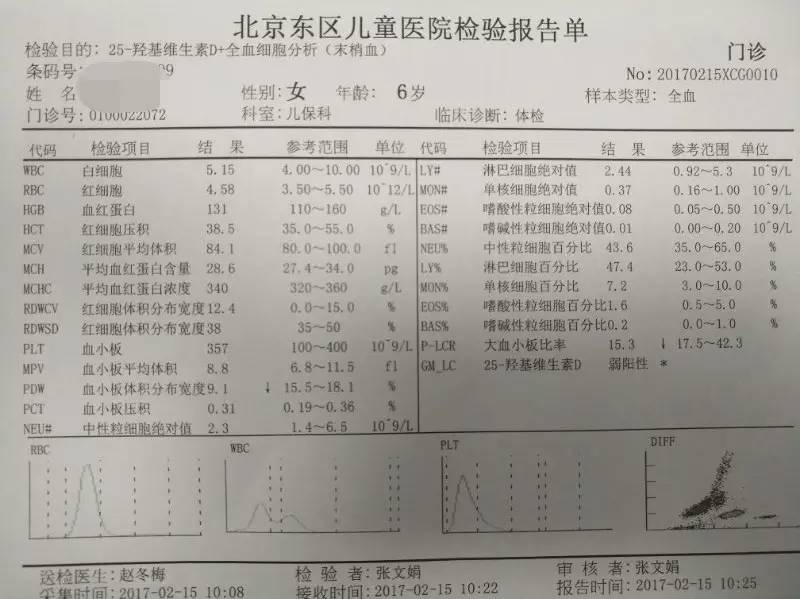 北京东区儿童医院检验报告单
检验目的: 25-羟基维生素D+全血细胞分析（末梢血）
门诊
条码号: 09
No: 20170215XCG0010
姓 名 性别: 女 年龄: 6岁 样本类型: 全血
门诊号: 0100022072 科室: 儿保科 临床诊断: 体检
代码 检验项目 结 果 参考范围 单位 代码 检验项目 结 果 参考范围 单位
WBC 白细胞 5.15 4.00~10.00 10^9/L LY# 淋巴细胞绝对值 2.44 0.92~5.3 10^9/L
RBC 红细胞 4.58 3.50~5.50 10^12/L MON# 单核细胞绝对值 0.37 0.16~1.00 10^9/L
HGB 血红蛋白 131 110~160 g/L EOS# 嗜酸性粒细胞绝对值 0.08 0.05~0.50 10^9/L
HCT 红细胞压积 38.5 35.0~55.0 % BAS# 嗜碱性粒细胞绝对值 0.01 0.00~0.20 10^9/L
MCV 红细胞平均体积 84.1 80.0~100.0 fl NEU% 中性粒细胞百分比 43.6 35.0~65.0 %
MCH 平均血红蛋白含量 28.6 27.4~34.0 pg LY% 淋巴细胞百分比 47.4 23.0~53.0 %
MCHC 平均血红蛋白浓度 340 320~360 g/L MON% 单核细胞百分比 7.2 3.0~10.0 %
RDWCV 红细胞体积分布宽度 12.4 0.0~15.0 % EOS% 嗜酸性粒细胞百分比 1.6 0.5~5.0 %
RDWSD 红细胞体积分布宽度 38 35~50 % BAS% 嗜碱性粒细胞百分比 0.2 0.0~1.0 %
PLT 血小板 357 100~400 10^9/L P-LCR 大血小板比率 15.3 ↓ 17.5~42.3
MPV 血小板平均体积 8.8 6.8~11.5 fl GM_LC 25-羟基维生素D 弱阳性 *
PDW 血小板体积分布宽度 9.1 ↓ 15.5~18.1 %
PCT 血小板压积 0.31 0.19~0.36 %
NEU# 中性粒细胞绝对值 2.3 1.4~6.5 10^9/L
RBC WBC PLT DIFF
送检医生: 赵冬梅 检 验 者: 张文娟 审 核 者: 张文娟
采集时间: 2017-02-15 10:08 接收时间: 2017-02-15 10:22 报告时间: 2017-02-15 10:25